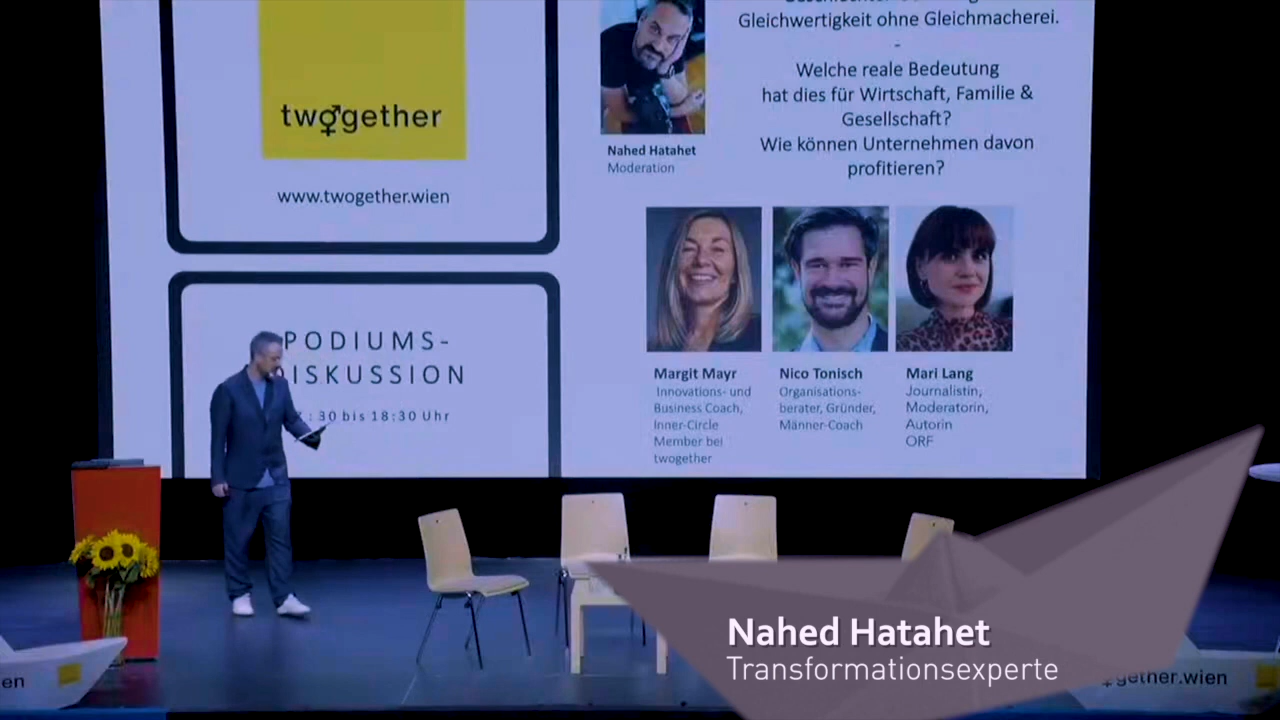 twogether
www.twogether.wien
PODIUMS-
DISKUSSION
:30 bis 18:30 Uhr
Nahed Hatahet
Moderation
Gleichwertigkeit ohne Gleichmacherei.
-
Welche reale Bedeutung
hat dies für Wirtschaft, Familie &
Gesellschaft?
Wie können Unternehmen davon
profitieren?
Margit Mayr
Innovations- und
Business Coach,
Inner-Circle
Member bei
twogether
Nico Tonisch
Organisations-
berater, Gründer,
Männer-Coach
Mari Lang
Journalistin,
Moderatorin,
Autorin
ORF
Nahed Hatahet
Transformationsexperte
en
gether.wien